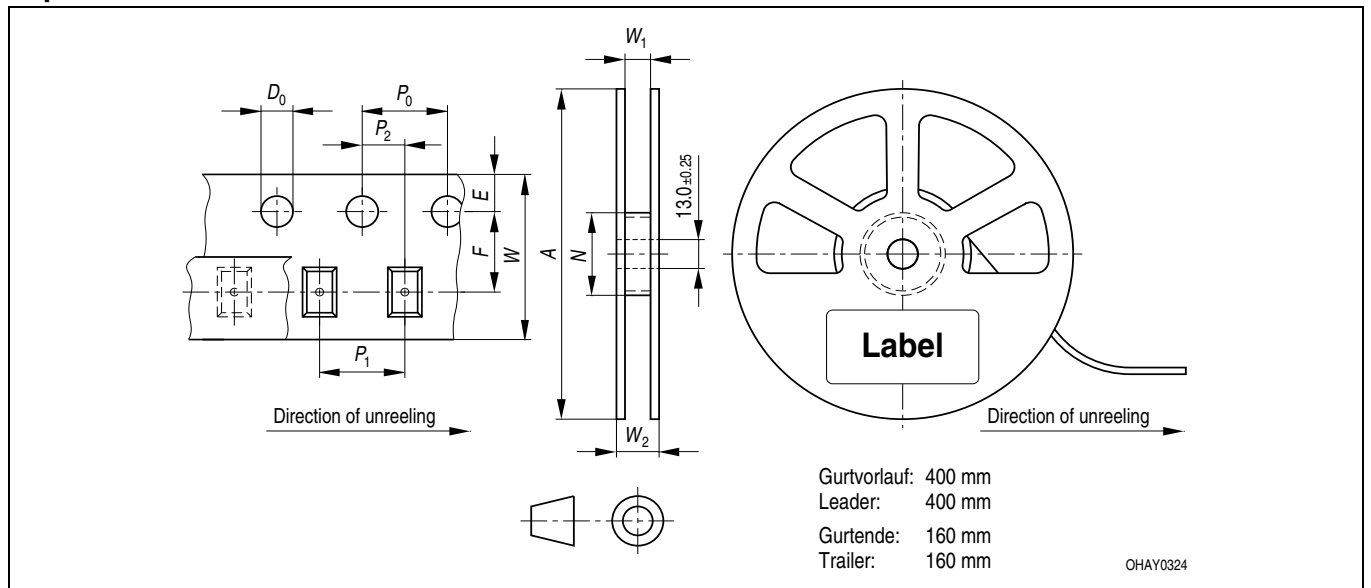 W1
D0
P0
P2
E
F
W
A
N
13.0±0.25
P1
W2
Label
Direction of unreeling
Direction of unreeling
Gurtvorlauf: 400 mm
Leader: 400 mm
Gurtende: 160 mm
Trailer: 160 mm
OHAY0324